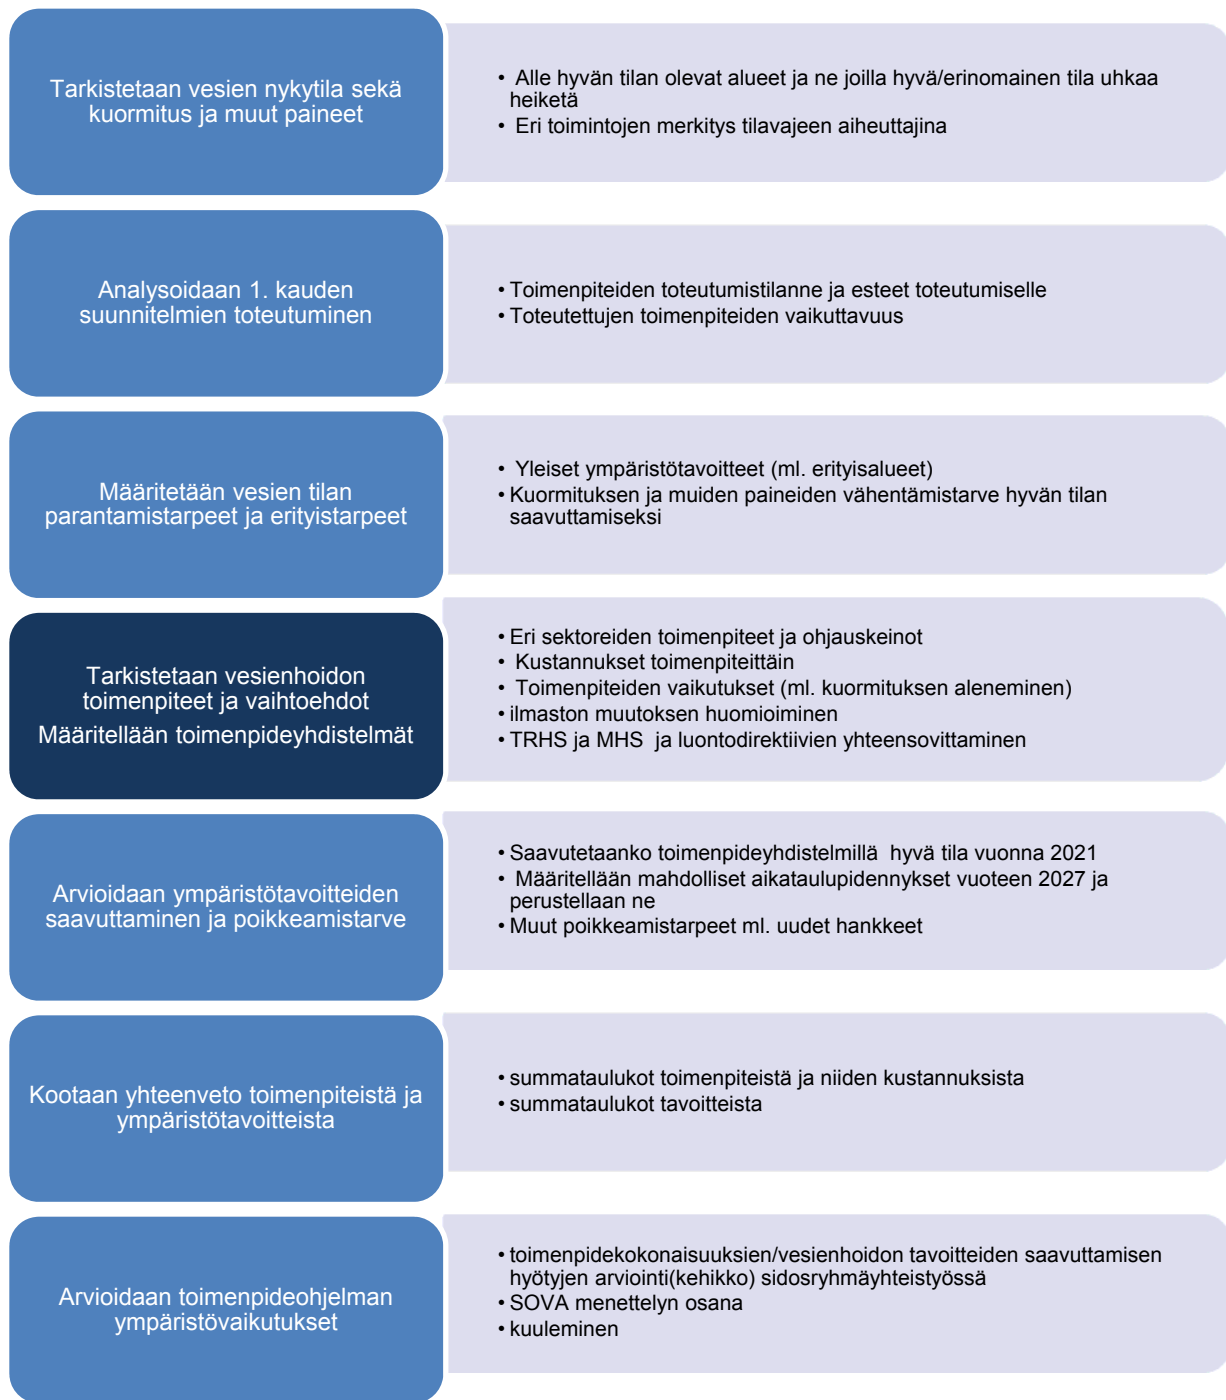 Tarkistetaan vesien nykytila sekä
kuormitus ja muut paineet
• Alle hyvän tilan olevat alueet ja ne joilla hyvä/erinomainen tila uhkaa
heiketä
• Eri toimintojen merkitys tilavajeen aiheuttajina
Analysoidaan 1. kauden
suunnitelmien toteutuminen
• Toimenpiteiden toteutumistilanne ja esteet toteutumiselle
• Toteutettujen toimenpiteiden vaikuttavuus
Määritetään vesien tilan
parantamistarpeet ja erityistarpeet
• Yleiset ympäristötavoitteet (ml. erityisalueet)
• Kuormituksen ja muiden paineiden vähentämistarve hyvän tilan
saavuttamiseksi
Tarkistetaan vesienhoidon
toimenpiteet ja vaihtoehdot
Määritellään toimenpideyhdistelmät
• Eri sektoreiden toimenpiteet ja ohjauskeinot
• Kustannukset toimenpiteittäin
• Toimenpiteiden vaikutukset (ml. kuormituksen aleneminen)
• ilmaston muutoksen huomioiminen
• TRHS ja MHS ja luontodirektiivien yhteensovittaminen
Arvioidaan ympäristötavoitteiden
saavuttaminen ja poikkeamistarve
• Saavutetaanko toimenpideyhdistelmillä hyvä tila vuonna 2021
• Määritellään mahdolliset aikataulupidennykset vuoteen 2027 ja
perustellaan ne
• Muut poikkeamistarpeet ml. uudet hankkeet
Kootaan yhteenveto toimenpiteistä ja
ympäristötavoitteista
• summataulukot toimenpiteistä ja niiden kustannuksista
• summataulukot tavoitteista
Arvioidaan toimenpideohjelman
ympäristövaikutukset
• toimenpidekokonaisuuksien/vesienhoidon tavoitteiden saavuttamisen
hyötyjen arviointi(kehikko) sidosryhmäyhteistyössä
• SOVA menettelyn osana
• kuuleminen